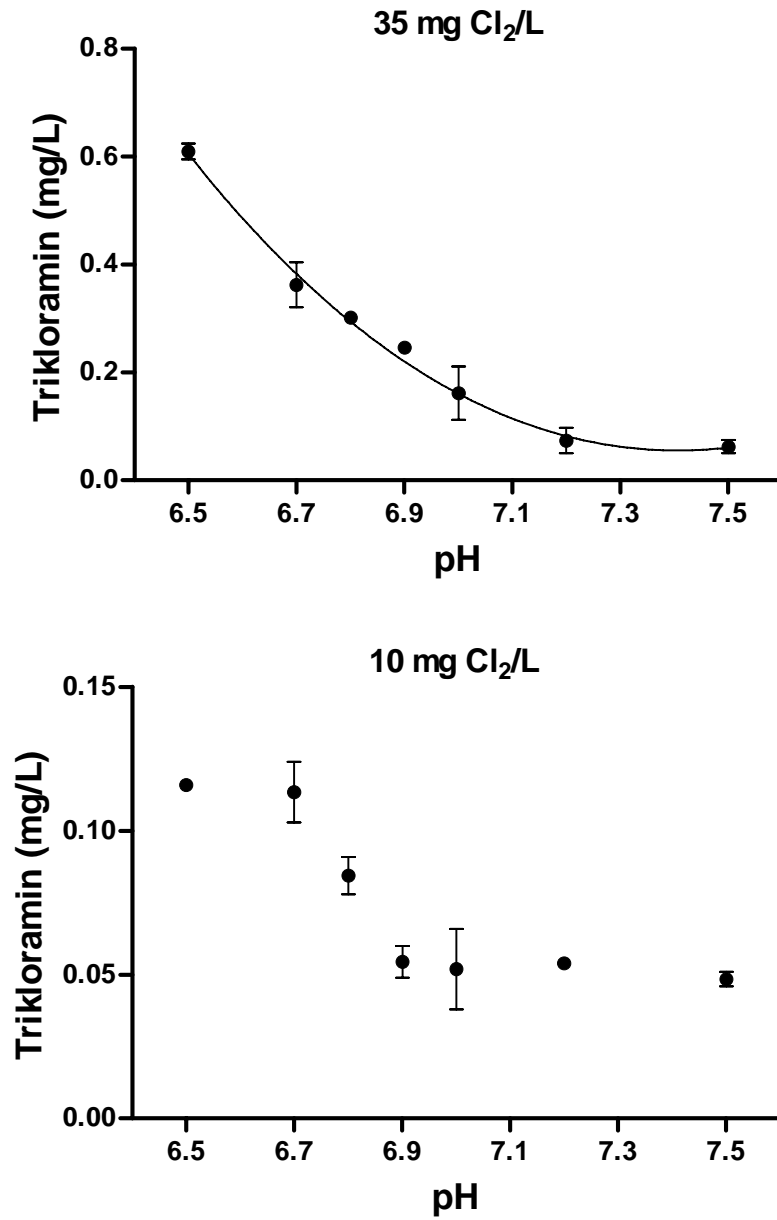 35 mg Cl₂/L
0.8
0.6
0.4
0.2
0.0
Trikloramin (mg/L)
6.5 6.7 6.9 7.1 7.3 7.5
pH
10 mg Cl₂/L
0.15
0.10
0.05
0.00
Trikloramin (mg/L)
6.5 6.7 6.9 7.1 7.3 7.5
pH